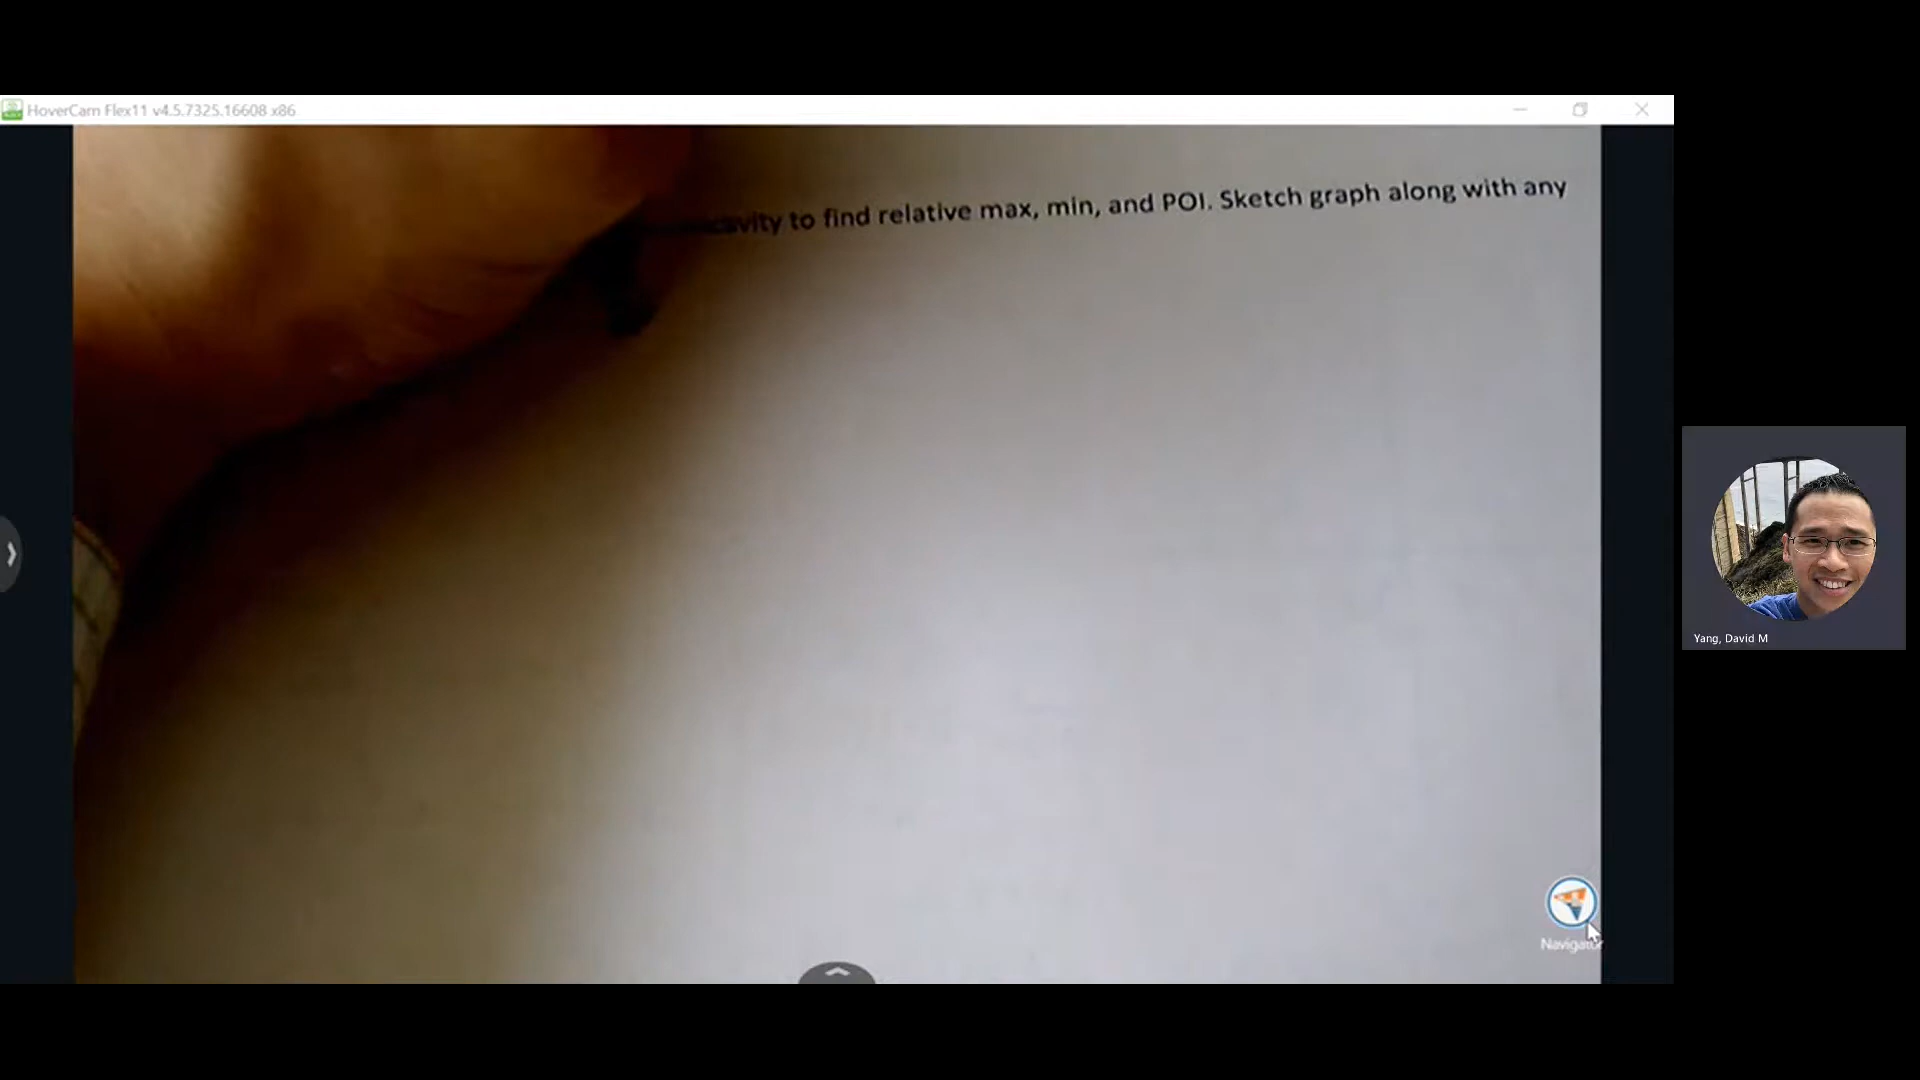 HoverCam Flex11 v4.5.7325.16608 x86
to find relative max, min, and POI. Sketch graph along with any
Yang, David M
Navigator